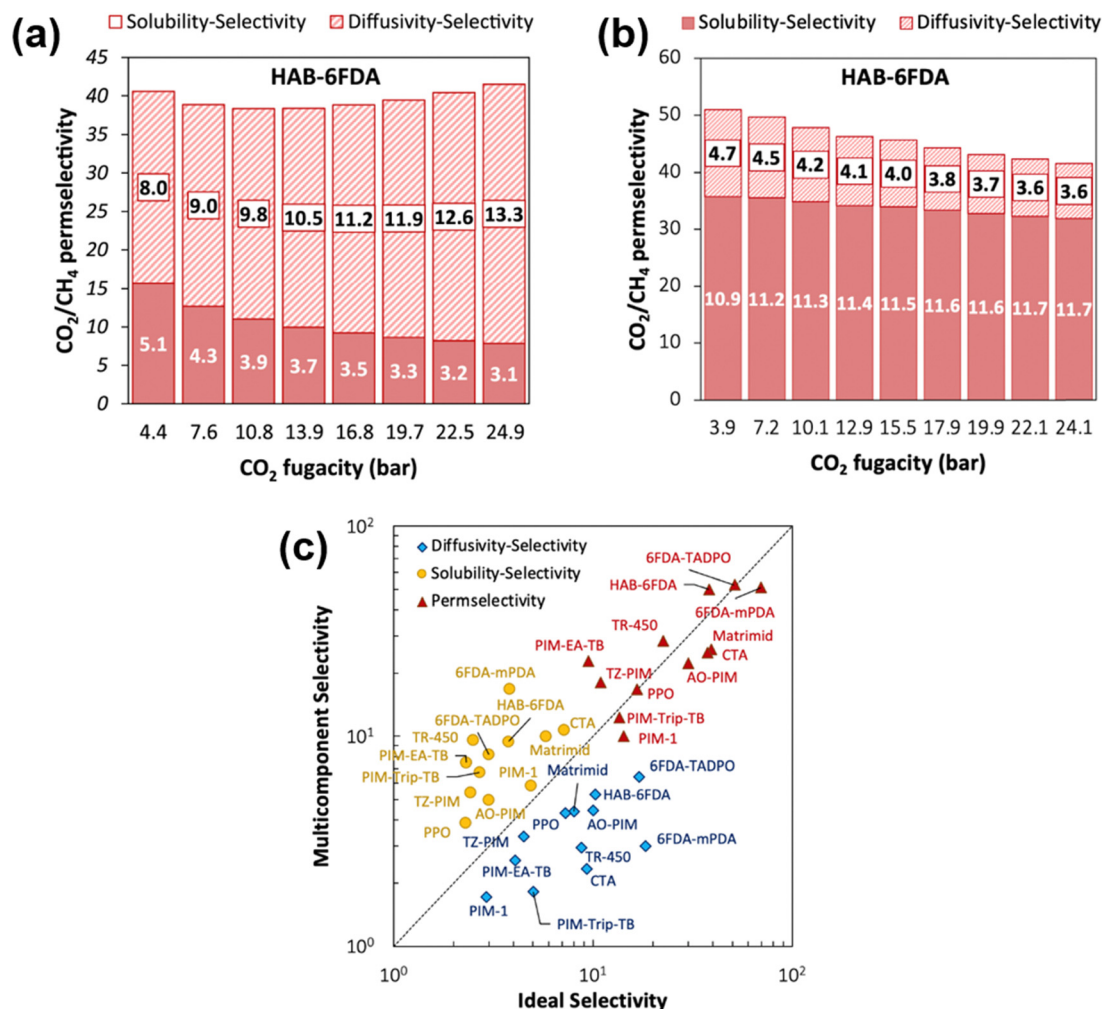 (a)
Solubility-Selectivity
Diffusivity-Selectivity
HAB-6FDA
CO2/CH4 permselectivity
45
40
35
30
25
20
15
10
5
0
8.0
9.0
9.8
10.5
11.2
11.9
12.6
13.3
5.1
4.3
3.9
3.7
3.5
3.3
3.2
3.1
4.4 7.6 10.8 13.9 16.8 19.7 22.5 24.9
CO2 fugacity (bar)
(b)
Solubility-Selectivity
Diffusivity-Selectivity
HAB-6FDA
CO2/CH4 permselectivity
60
50
40
30
20
10
0
4.7
4.5
4.2
4.1
4.0
3.8
3.7
3.6
3.6
10.9
11.2
11.3
11.4
11.5
11.6
11.6
11.7
11.7
3.9 7.2 10.1 12.9 15.5 17.9 19.9 22.1 24.1
CO2 fugacity (bar)
(c)
Diffusivity-Selectivity
Solubility-Selectivity
Permselectivity
Multicomponent Selectivity
10²
10¹
10⁰
6FDA-TADPO
HAB-6FDA
6FDA-mPDA
TR-450
Matrimid
PIM-EA-TB
CTA
TZ-PIM
AO-PIM
PPO
PIM-Trip-TB
PIM-1
6FDA-mPDA
HAB-6FDA
6FDA-TADPO
CTA
TR-450
Matrimid
PIM-EA-TB
PIM-Trip-TB
PIM-1
TZ-PIM
AO-PIM
PPO
Matrimid
6FDA-TADPO
HAB-6FDA
PPO
AO-PIM
TZ-PIM
6FDA-mPDA
TR-450
PIM-EA-TB
CTA
PIM-1
PIM-Trip-TB
10⁰ 10¹ 10²
Ideal Selectivity